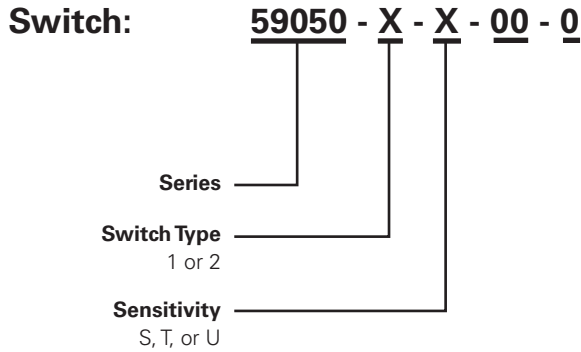 Switch: 59050 - X - X - 00 - 0
Series
Switch Type
1 or 2
Sensitivity
S, T, or U